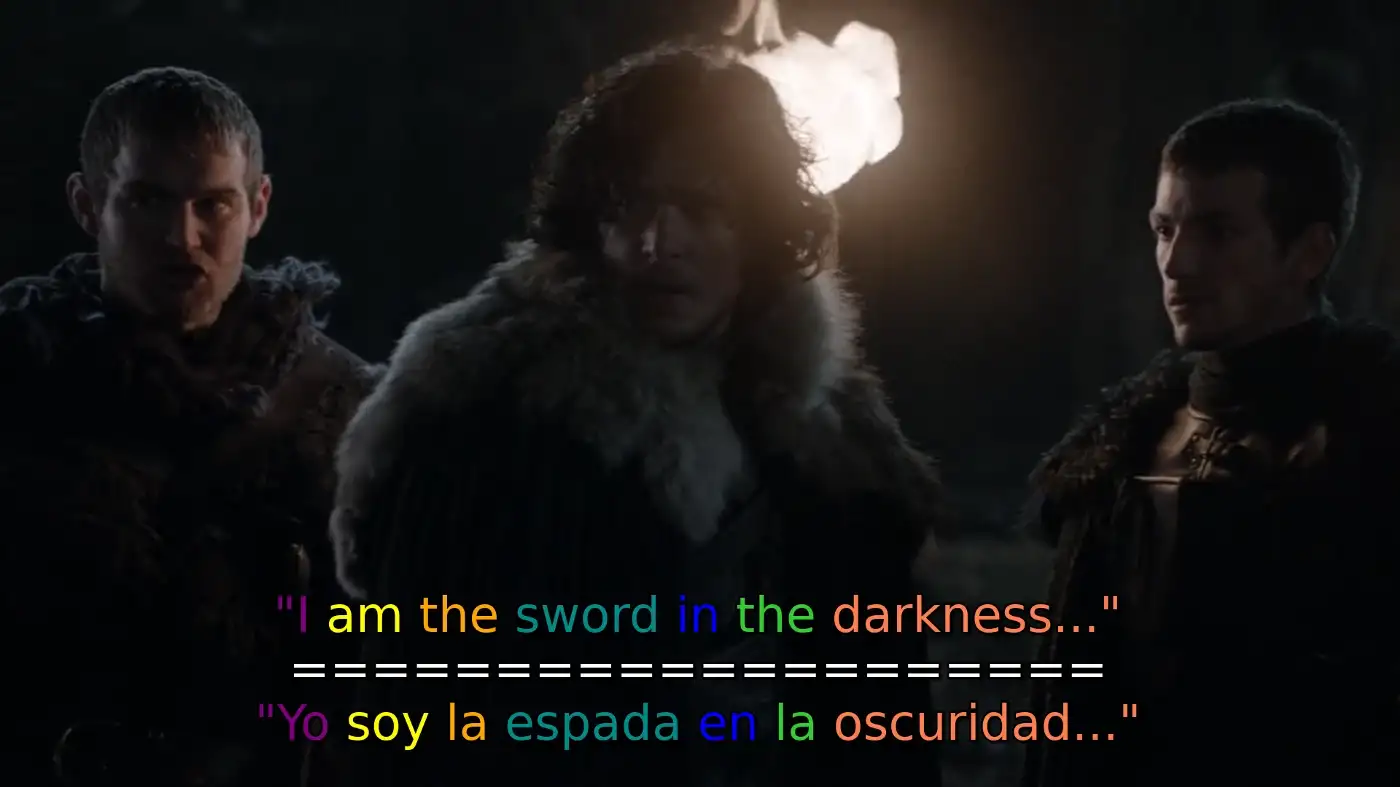 "I am the sword in the darkness..."
====================
"Yo soy la espada en la oscuridad..."